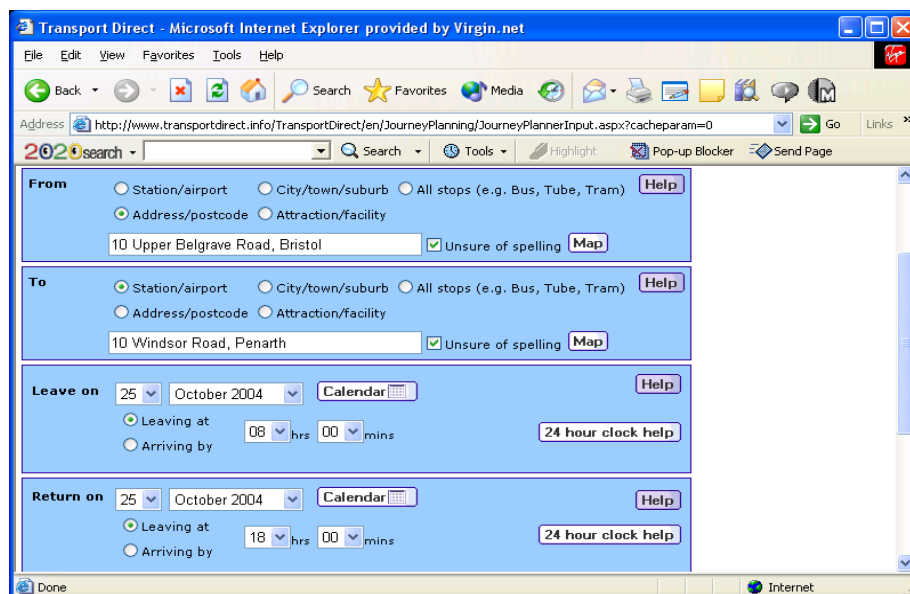 Transport Direct - Microsoft Internet Explorer provided by Virgin.net
File Edit View Favorites Tools Help
Back Search Favorites Media
Address http://www.transportdirect.info/TransportDirect/en/JourneyPlanning/JourneyPlannerInput.aspx?cacheparam=0 Go Links »
2020search Search Tools Highlight Pop-up Blocker Send Page
From Station/airport City/town/suburb All stops (e.g. Bus, Tube, Tram) Help
Address/postcode Attraction/facility
10 Upper Belgrave Road, Bristol Unsure of spelling Map
To Station/airport City/town/suburb All stops (e.g. Bus, Tube, Tram) Help
Address/postcode Attraction/facility
10 Windsor Road, Penarth Unsure of spelling Map
Leave on 25 October 2004 Calendar Help
Leaving at 08 hrs 00 mins 24 hour clock help
Arriving by
Return on 25 October 2004 Calendar Help
Leaving at 18 hrs 00 mins 24 hour clock help
Arriving by
Done Internet